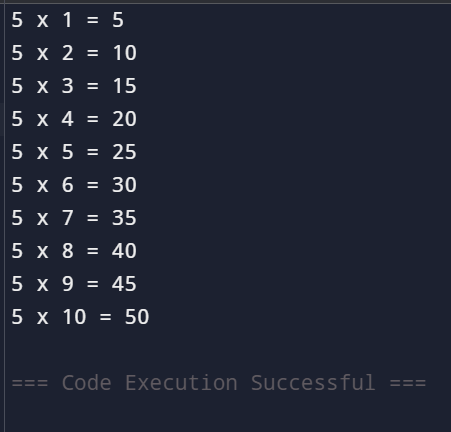 5 x 1 = 5
5 x 2 = 10
5 x 3 = 15
5 x 4 = 20
5 x 5 = 25
5 x 6 = 30
5 x 7 = 35
5 x 8 = 40
5 x 9 = 45
5 x 10 = 50
=== Code Execution Successful ===